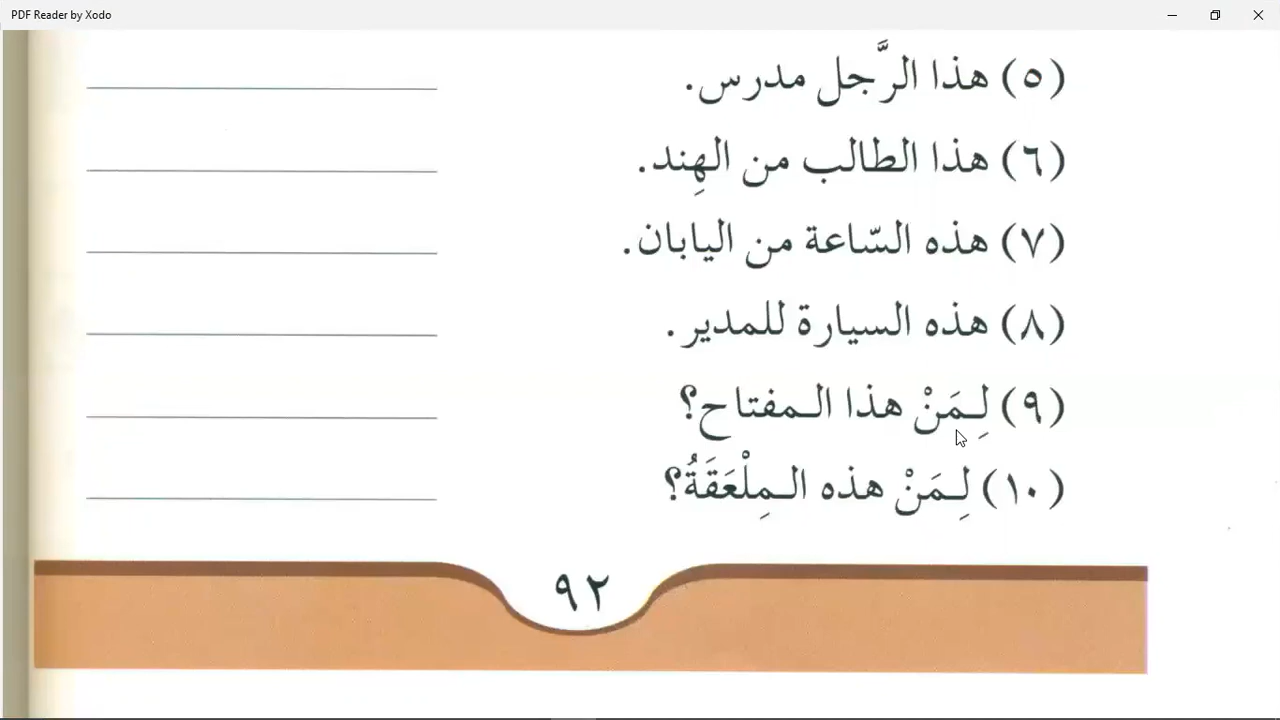 PDF Reader by Xodo
(٥) هذا الرَّجل مدرس.
(٦) هذا الطالب من الهِند.
(٧) هذه السّاعة من اليابان.
(٨) هذه السيارة للمدير.
(٩) لِـمَنْ هذا الـمفتاح؟
(١٠) لِـمَنْ هذه الـمِلْعَقَةُ؟
٩٢